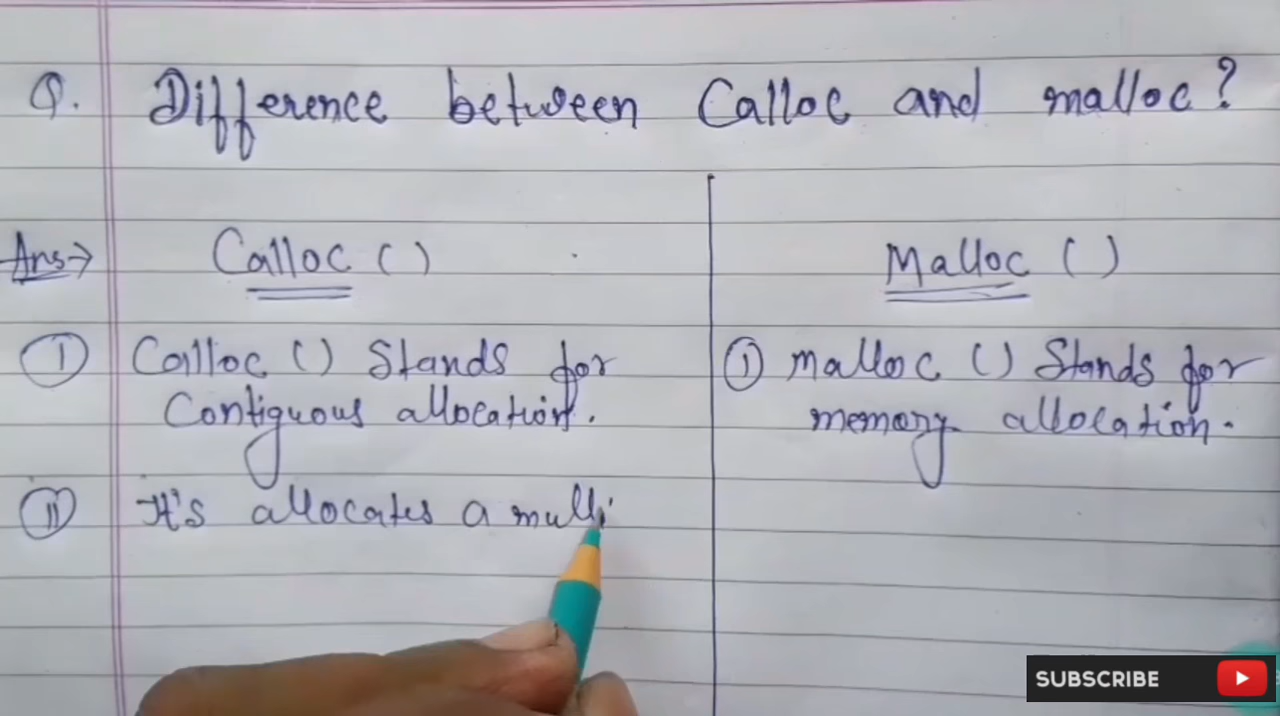 Q. Difference between Calloc and malloc?
Ans→ Calloc () Malloc ()
① Calloc () Stands for
Contiguous allocation.
① malloc () Stands for
memory allocation.
② It's allocates a multi
SUBSCRIBE